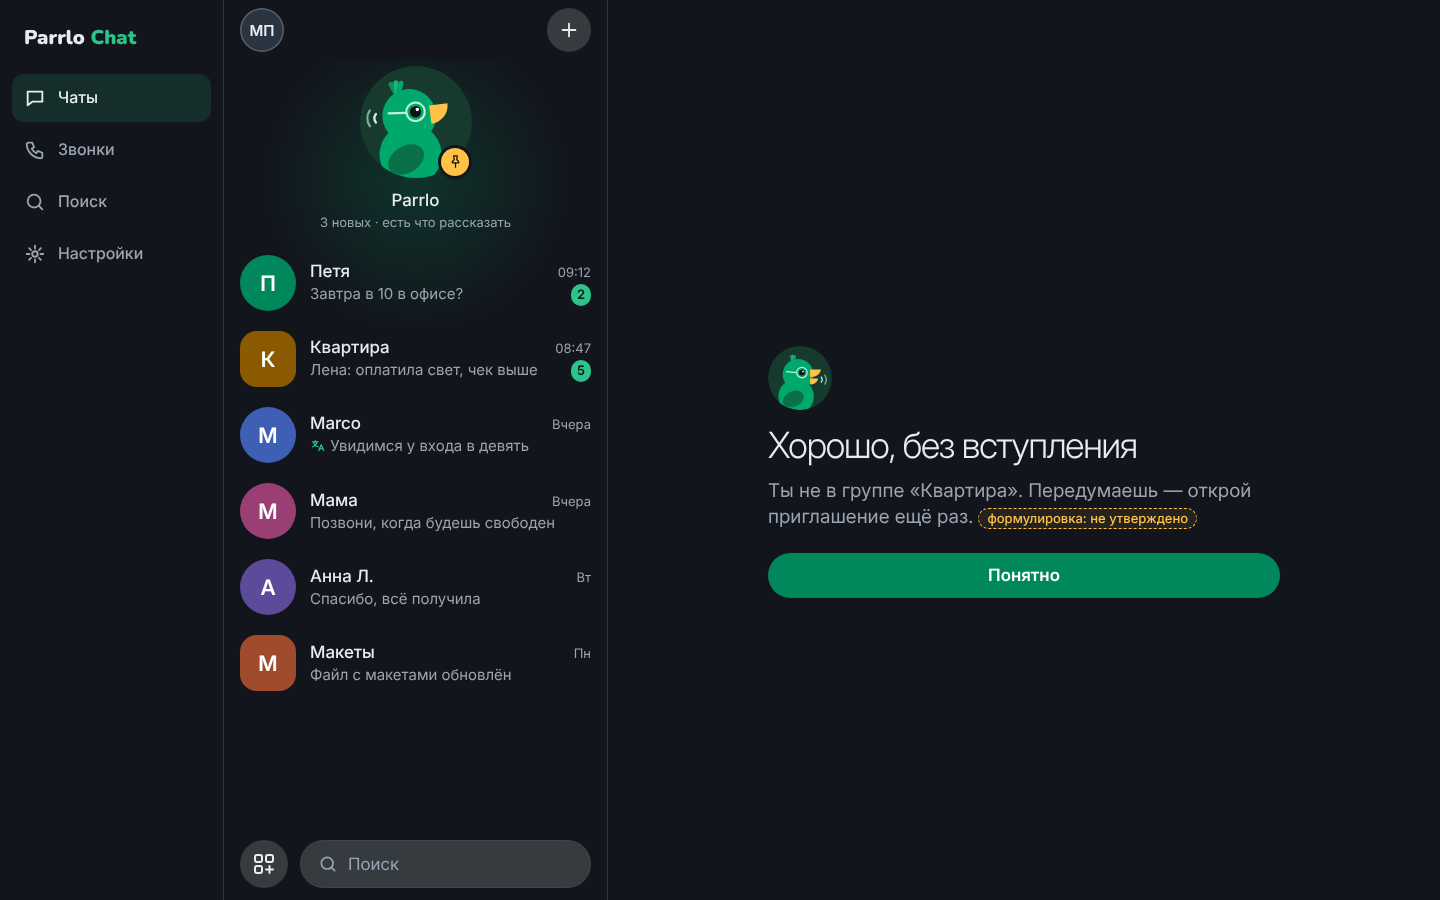 Parrlo Chat
Чаты
Звонки
Поиск
Настройки
МП
Parrlo
3 новых · есть что рассказать
П
Петя
09:12
Завтра в 10 в офисе?
2
К
Квартира
08:47
Лена: оплатила свет, чек выше
5
M
Marco
Вчера
Увидимся у входа в девять
М
Мама
Вчера
Позвони, когда будешь свободен
А
Анна Л.
Вт
Спасибо, всё получила
М
Макеты
Пн
Файл с макетами обновлён
Поиск
Хорошо, без вступления
Ты не в группе «Квартира». Передумаешь — открой
приглашение ещё раз. формулировка: не утверждено
Понятно